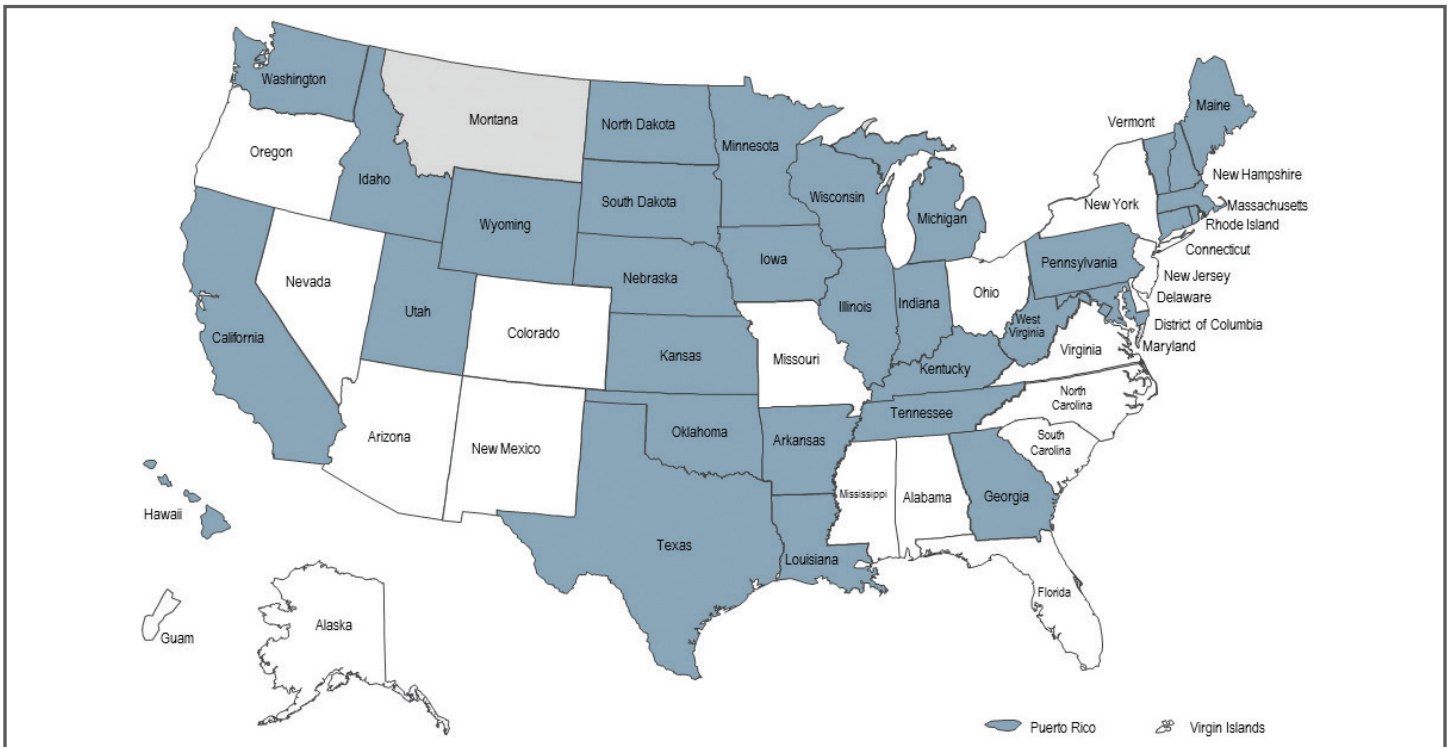 Washington
Montana
North Dakota
Minnesota
Vermont
Maine
Oregon
Idaho
Wisconsin
New Hampshire
South Dakota
Michigan
New York
Massachusetts
Wyoming
Rhode Island
Connecticut
Iowa
Pennsylvania
Nebraska
New Jersey
Nevada
Ohio
Delaware
Illinois
Indiana
Utah
West
Virginia
District of Columbia
Colorado
California
Maryland
Virginia
Kansas
Missouri
Kentucky
North
Carolina
Tennessee
Oklahoma
Arkansas
Arizona
New Mexico
South
Carolina
Mississippi
Alabama
Georgia
Hawaii
Texas
Louisiana
Florida
Alaska
Guam
Puerto Rico
Virgin Islands